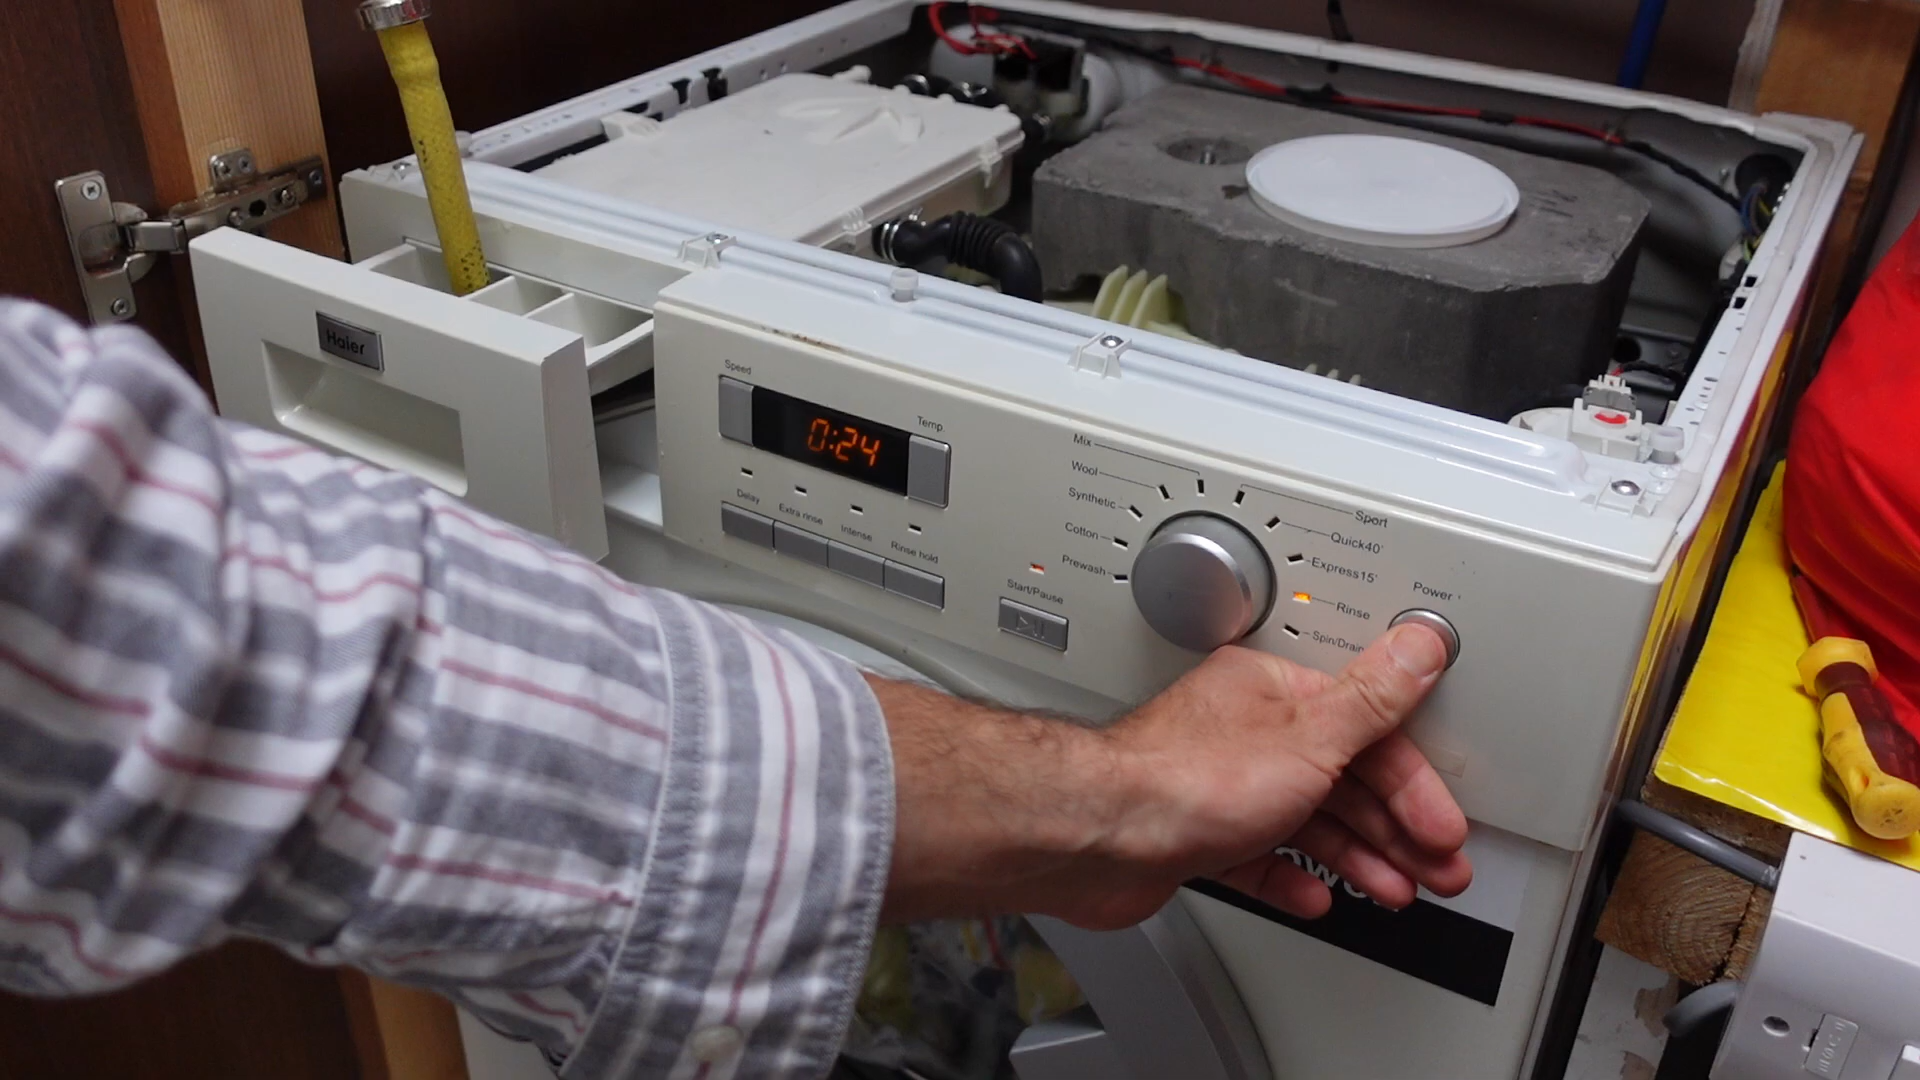 Haier
Speed
0:24
Temp.
Delay
Extra rinse
Intense
Rinse hold
Start/Pause
Mix
Wool
Synthetic
Cotton
Prewash
Sport
Quick40'
Express15'
Rinse
Spin/Drain
Power